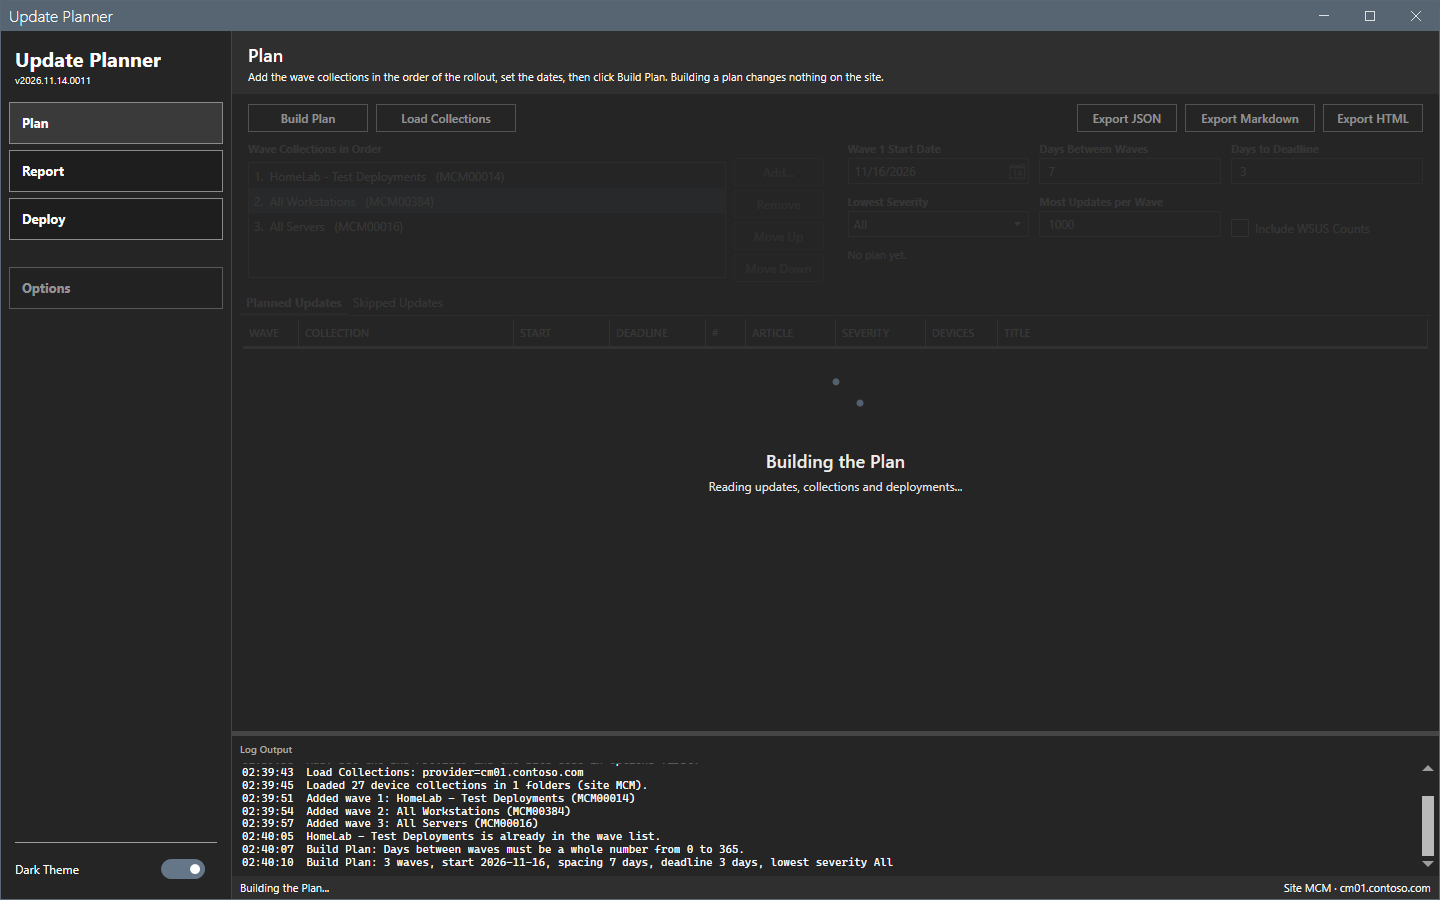 Update Planner
Update Planner
v2026.11.14.0011
Plan
Report
Deploy
Options
Dark Theme
Plan
Add the wave collections in the order of the rollout, set the dates, then click Build Plan. Building a plan changes nothing on the site.
Build Plan
Load Collections
Export JSON
Export Markdown
Export HTML
Wave Collections in Order
1. HomeLab - Test Deployments (MCM00014)
2. All Workstations (MCM00384)
3. All Servers (MCM00016)
Add...
Remove
Move Up
Move Down
Wave 1 Start Date
Days Between Waves
Days to Deadline
11/16/2026
7
3
Lowest Severity
Most Updates per Wave
All
1000
Include WSUS Counts
No plan yet.
Planned Updates
Skipped Updates
WAVE
COLLECTION
START
DEADLINE
#
ARTICLE
SEVERITY
DEVICES
TITLE
Building the Plan
Reading updates, collections and deployments...
Log Output
02:39:43 Load Collections: provider=cm01.contoso.com
02:39:45 Loaded 27 device collections in 1 folders (site MCM).
02:39:51 Added wave 1: HomeLab - Test Deployments (MCM00014)
02:39:54 Added wave 2: All Workstations (MCM00384)
02:39:57 Added wave 3: All Servers (MCM00016)
02:40:05 HomeLab - Test Deployments is already in the wave list.
02:40:07 Build Plan: Days between waves must be a whole number from 0 to 365.
02:40:10 Build Plan: 3 waves, start 2026-11-16, spacing 7 days, deadline 3 days, lowest severity All
Building the Plan...
Site MCM · cm01.contoso.com